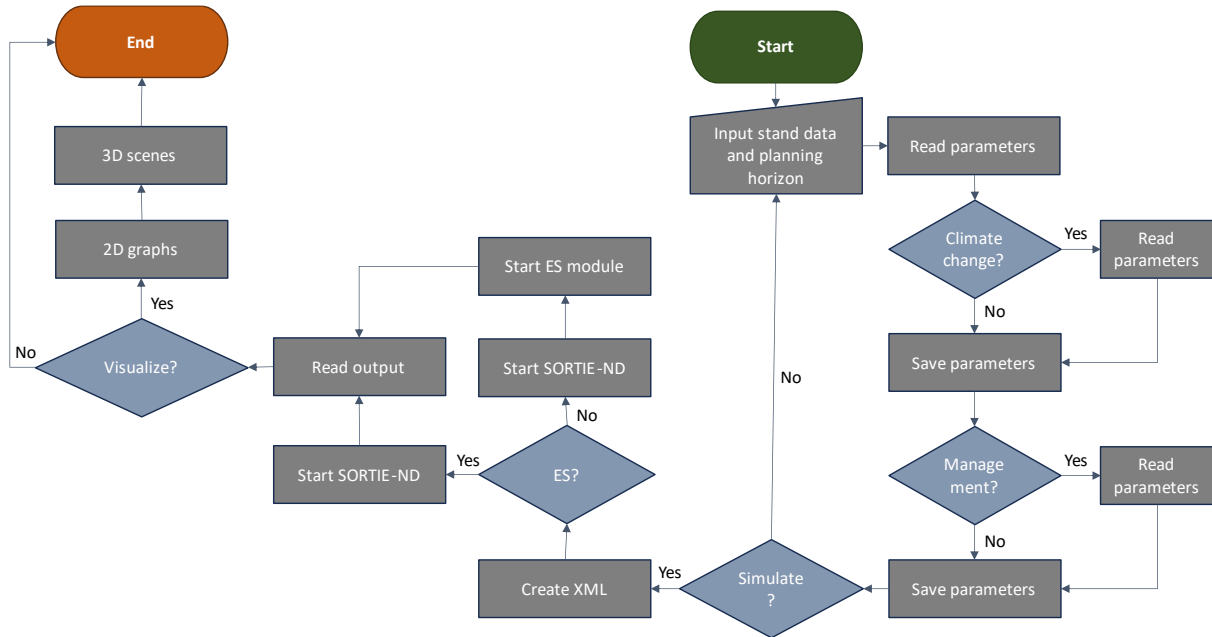 End
Start
Input stand data
and planning
horizon
Read parameters
3D scenes
Climate
change?
Yes
Read
parameters
2D graphs
Start ES module
Yes
No
No
Visualize?
Read output
Start SORTIE-ND
Save parameters
No
No
Start SORTIE-ND
Yes
ES?
Manage
ment?
Yes
Read
parameters
No
Create XML
Yes
Simulate
?
Save parameters